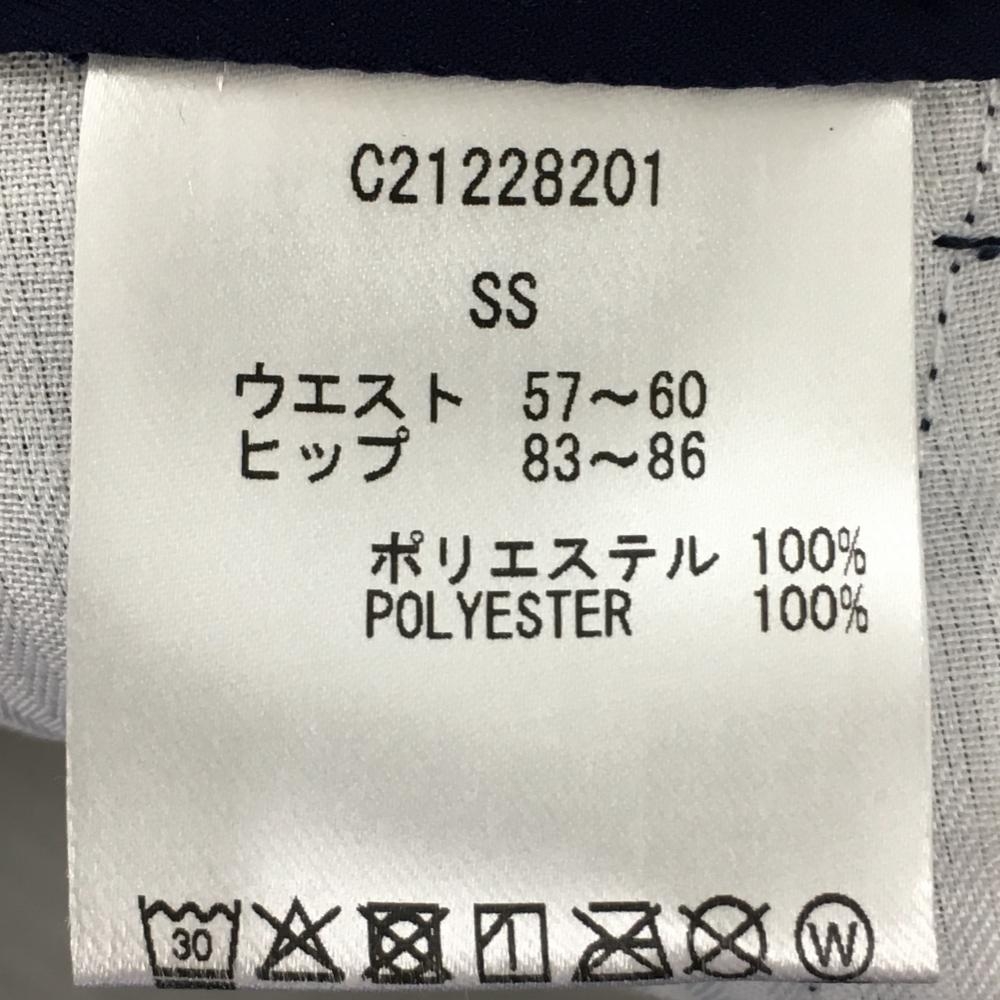 C21228201
SS
ウエスト 57～60
ヒップ 83～86
ポリエステル 100%
POLYESTER 100%
30 W